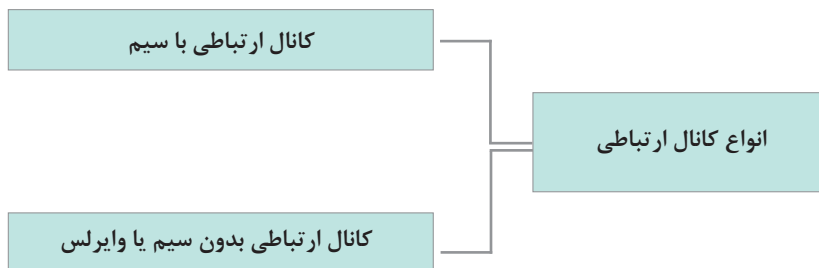 انواع کانال ارتباطی
کانال ارتباطی با سیم
کانال ارتباطی بدون سیم یا وایرلس